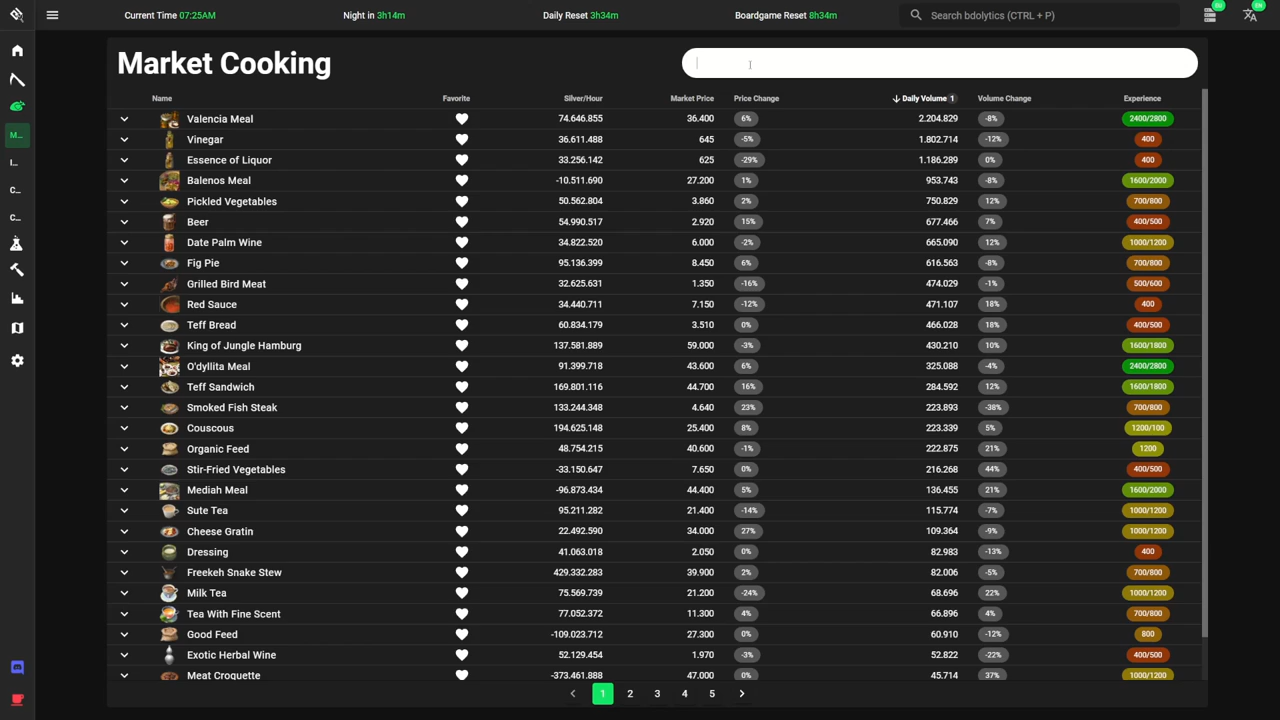 Current Time 07:25AM Night in 3h14m Daily Reset 3h34m Boardgame Reset 8h34m Search bdolytics (CTRL + P) EU EN
Market Cooking
Name Favorite Silver/Hour Market Price Price Change Daily Volume 1 Volume Change Experience
Valencia Meal 74.646.855 36.400 6% 2.204.829 -8% 2400/2800
Vinegar 36.611.488 645 -5% 1.802.714 -12% 400
M...
Essence of Liquor 33.256.142 625 -29% 1.186.289 0% 400
I...
Balenos Meal -10.511.690 27.200 1% 953.743 -8% 1600/2000
C...
Pickled Vegetables 50.562.804 3.860 2% 750.829 12% 700/800
C...
Beer 54.990.517 2.920 15% 677.466 7% 400/500
Date Palm Wine 34.822.520 6.000 -2% 665.090 12% 1000/1200
Fig Pie 95.136.399 8.450 6% 616.563 -8% 700/800
Grilled Bird Meat 32.625.631 1.350 -16% 474.029 -1% 500/600
Red Sauce 34.440.711 7.150 -12% 471.107 18% 400
Teff Bread 60.834.179 3.510 0% 466.028 18% 400/500
King of Jungle Hamburg 137.581.889 59.000 -3% 430.210 10% 1600/1800
O'dyllita Meal 91.399.718 43.600 6% 325.088 -4% 2400/2800
Teff Sandwich 169.801.116 44.700 16% 284.592 12% 1600/1800
Smoked Fish Steak 133.244.348 4.640 23% 223.893 -38% 700/800
Couscous 194.625.148 25.400 8% 223.339 5% 1200/100
Organic Feed 48.754.215 40.600 -1% 222.875 21% 1200
Stir-Fried Vegetables -33.150.647 7.650 0% 216.268 44% 400/500
Mediah Meal -96.873.434 44.400 5% 136.455 21% 1600/2000
Sute Tea 95.211.282 21.400 -14% 115.774 -7% 1000/1200
Cheese Gratin 22.492.590 34.000 27% 109.364 -9% 1000/1200
Dressing 41.063.018 2.050 0% 82.983 -13% 400
Freekeh Snake Stew 429.332.283 39.900 2% 82.006 -5% 700/800
Milk Tea 75.569.739 21.200 -24% 68.696 22% 1000/1200
Tea With Fine Scent 77.052.372 11.300 4% 66.896 4% 700/800
Good Feed -109.023.712 27.300 0% 60.910 -12% 800
Exotic Herbal Wine 52.129.454 1.970 -3% 52.822 -22% 400/500
Meat Croquette -373.461.888 47.000 0% 45.714 37% 1000/1200
1 2 3 4 5